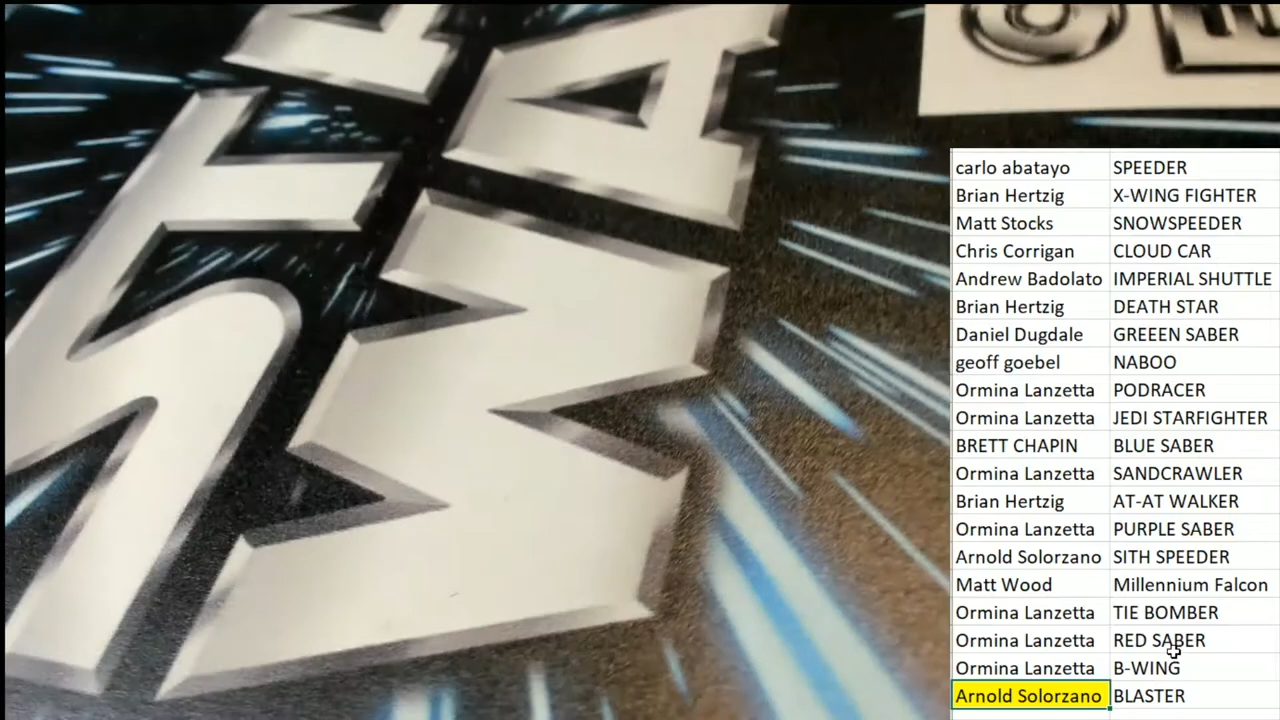 STA
WA
carlo abatayo SPEEDER
Brian Hertzig X-WING FIGHTER
Matt Stocks SNOWSPEEDER
Chris Corrigan CLOUD CAR
Andrew Badolato IMPERIAL SHUTTLE
Brian Hertzig DEATH STAR
Daniel Dugdale GREEEN SABER
geoff goebel NABOO
Ormina Lanzetta PODRACER
Ormina Lanzetta JEDI STARFIGHTER
BRETT CHAPIN BLUE SABER
Ormina Lanzetta SANDCRAWLER
Brian Hertzig AT-AT WALKER
Ormina Lanzetta PURPLE SABER
Arnold Solorzano SITH SPEEDER
Matt Wood Millennium Falcon
Ormina Lanzetta TIE BOMBER
Ormina Lanzetta RED SABER
Ormina Lanzetta B-WING
Arnold Solorzano BLASTER